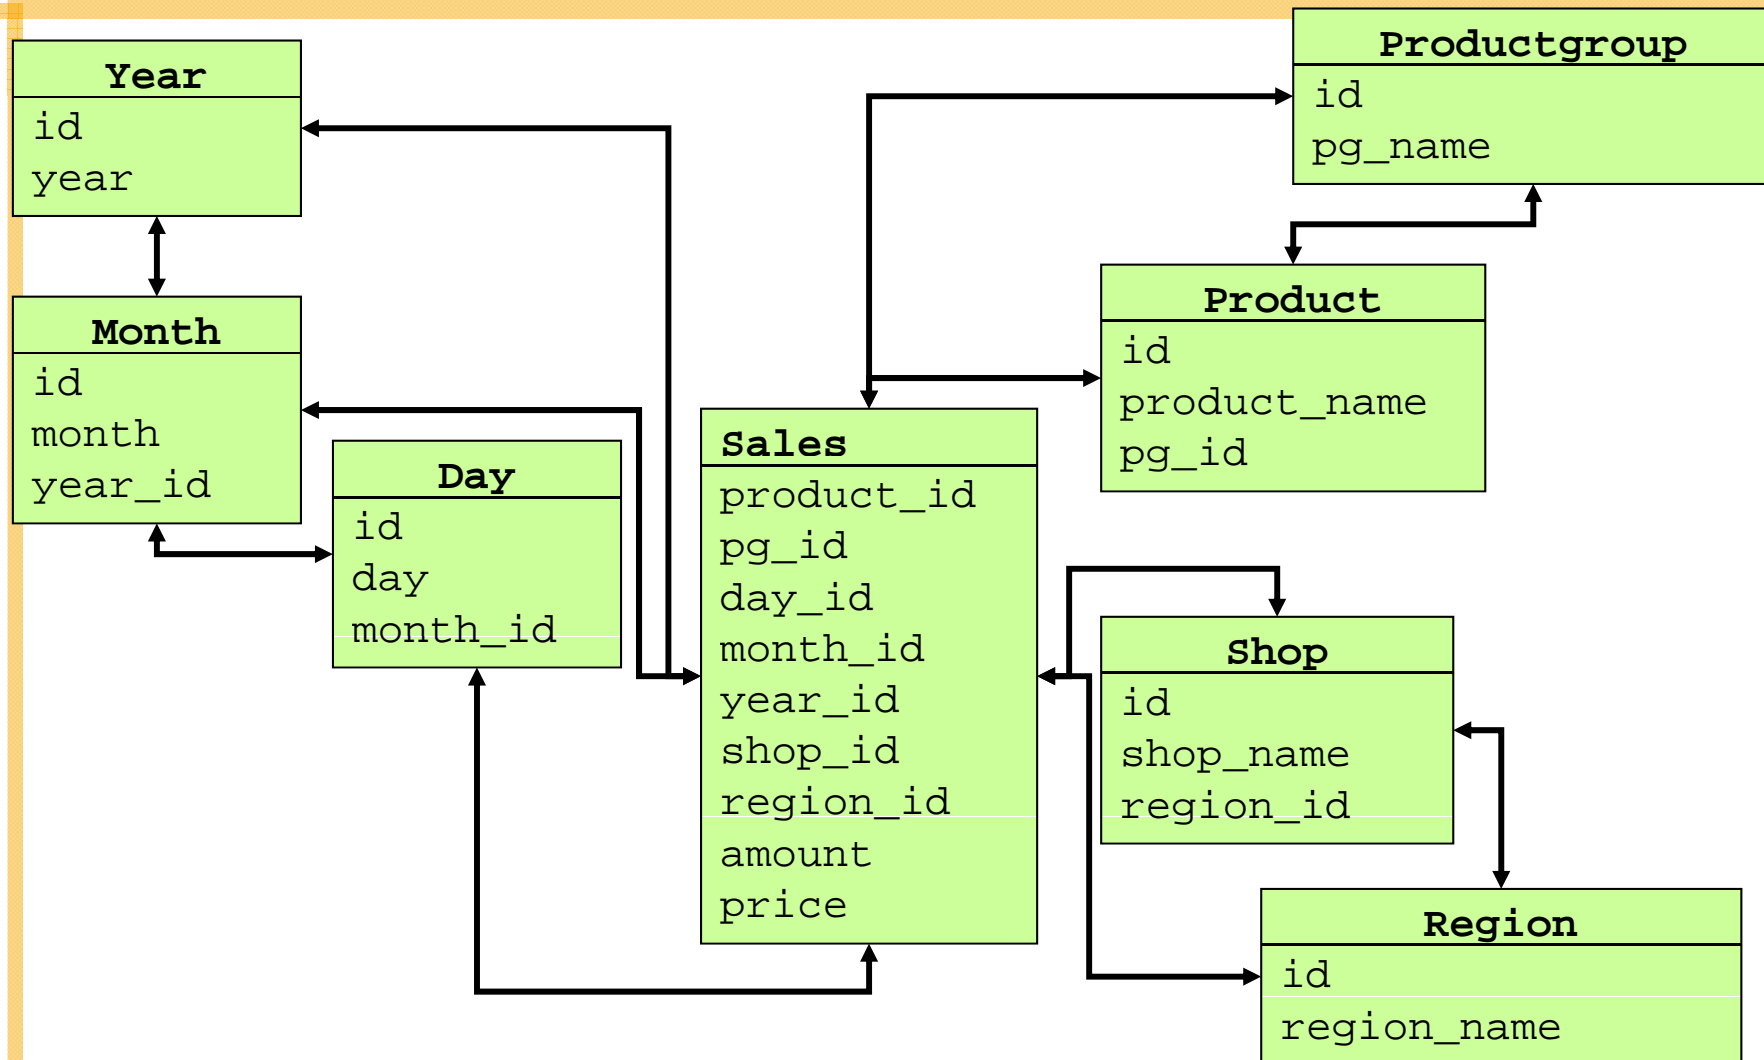 Year
id
year
Month
id
month
year_id
Day
id
day
month_id
Sales
product_id
pg_id
day_id
month_id
year_id
shop_id
region_id
amount
price
Productgroup
id
pg_name
Product
id
product_name
pg_id
Shop
id
shop_name
region_id
Region
id
region_name